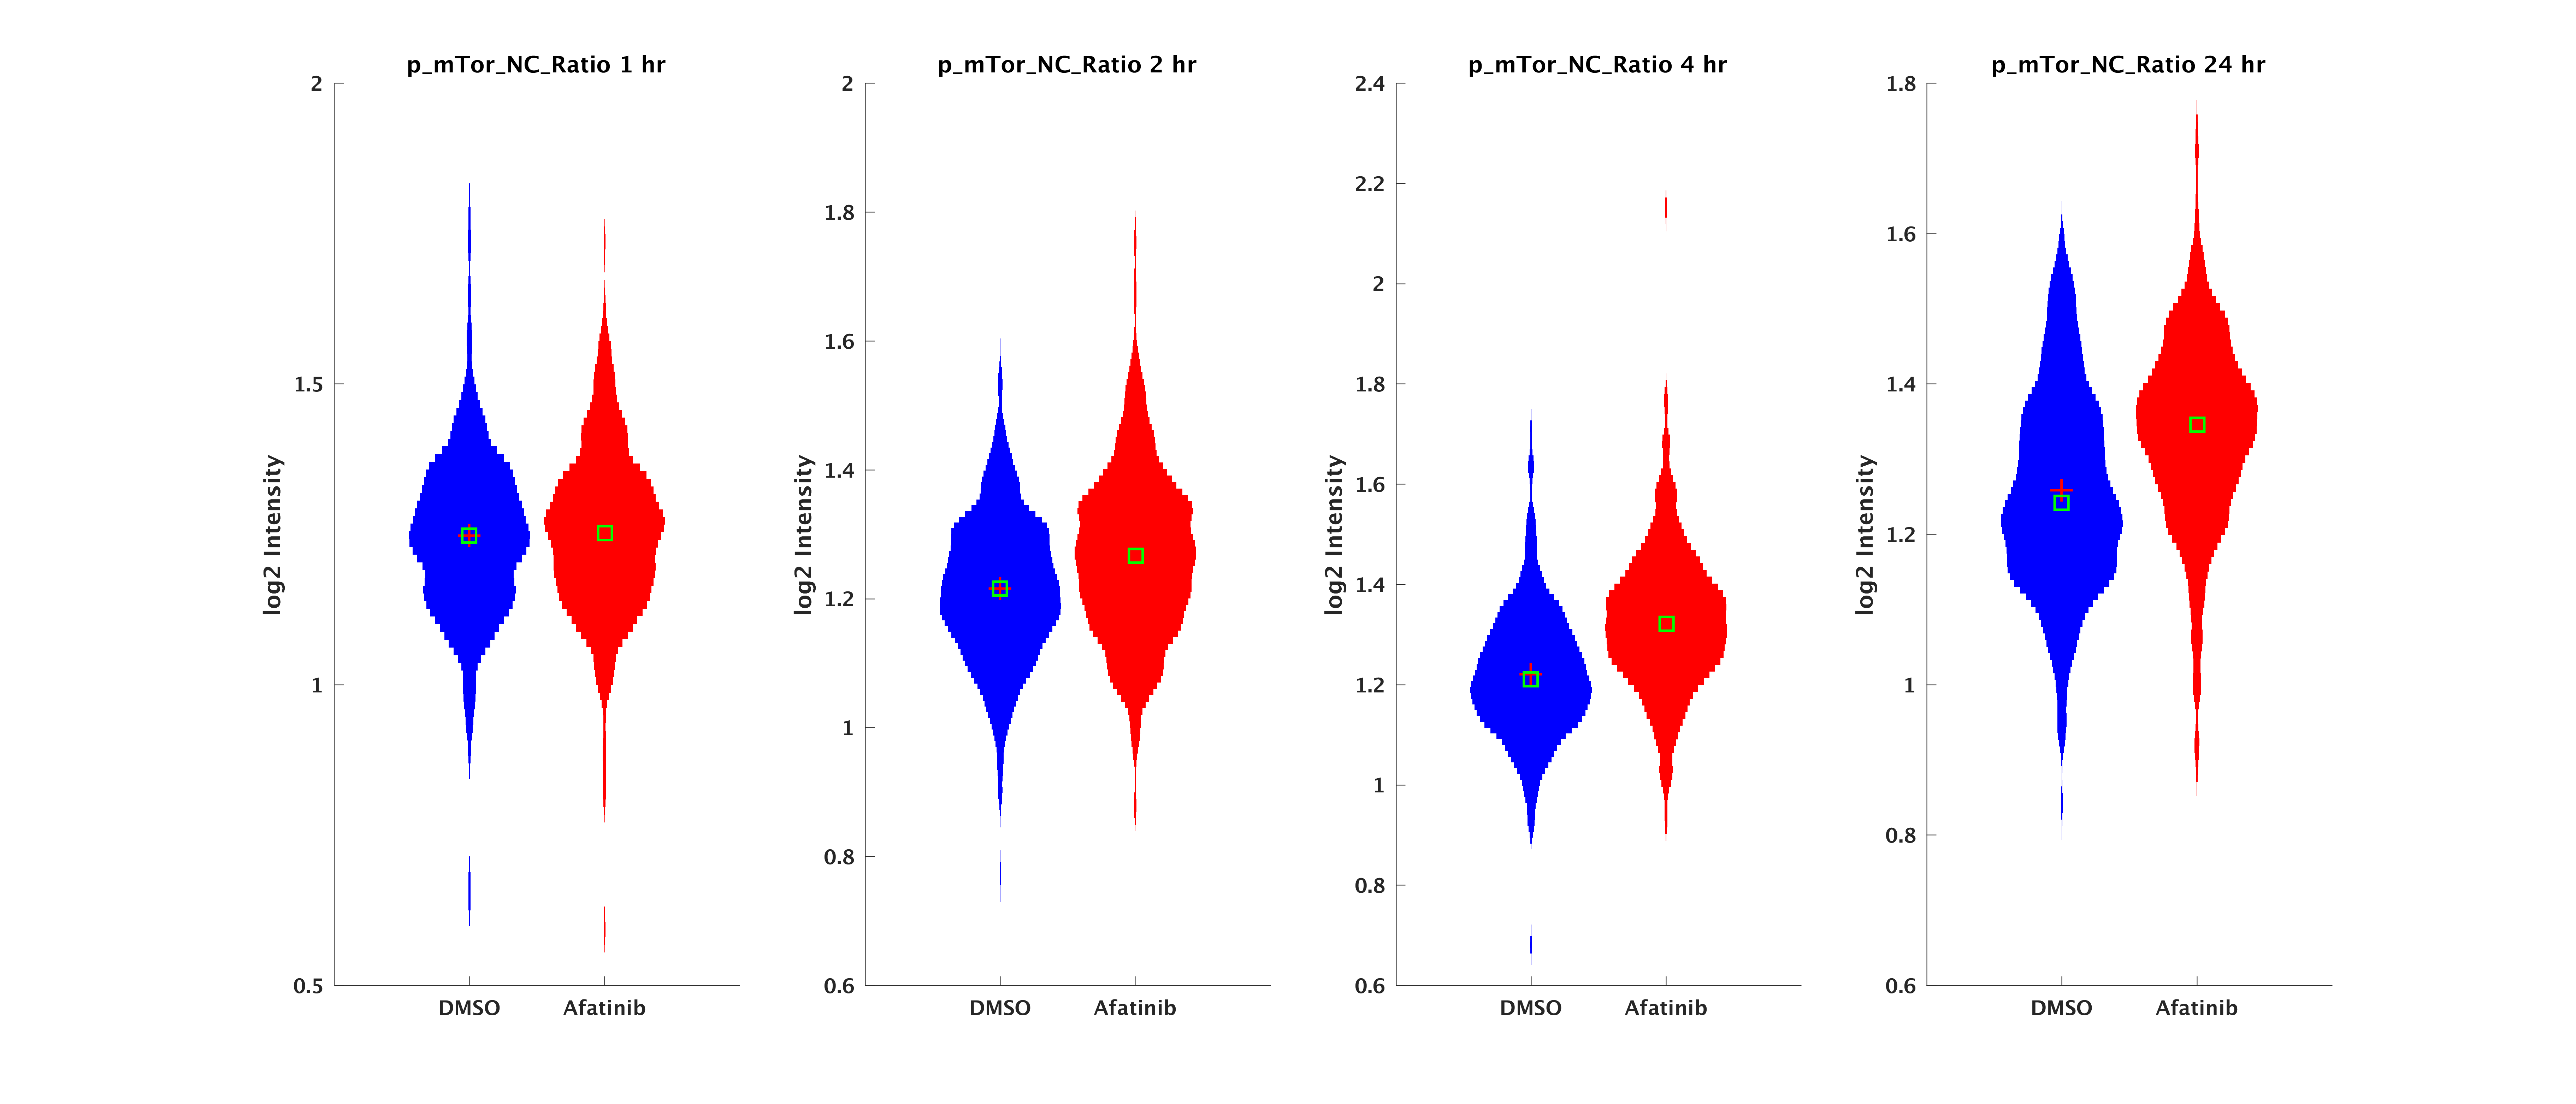 p_mTor_NC_Ratio 1 hr
2
1.5
1
0.5
log2 Intensity
DMSO Afatinib
p_mTor_NC_Ratio 2 hr
2
1.8
1.6
1.4
1.2
1
0.8
0.6
log2 Intensity
DMSO Afatinib
p_mTor_NC_Ratio 4 hr
2.4
2.2
2
1.8
1.6
1.4
1.2
1
0.8
0.6
log2 Intensity
DMSO Afatinib
p_mTor_NC_Ratio 24 hr
1.8
1.6
1.4
1.2
1
0.8
0.6
log2 Intensity
DMSO Afatinib